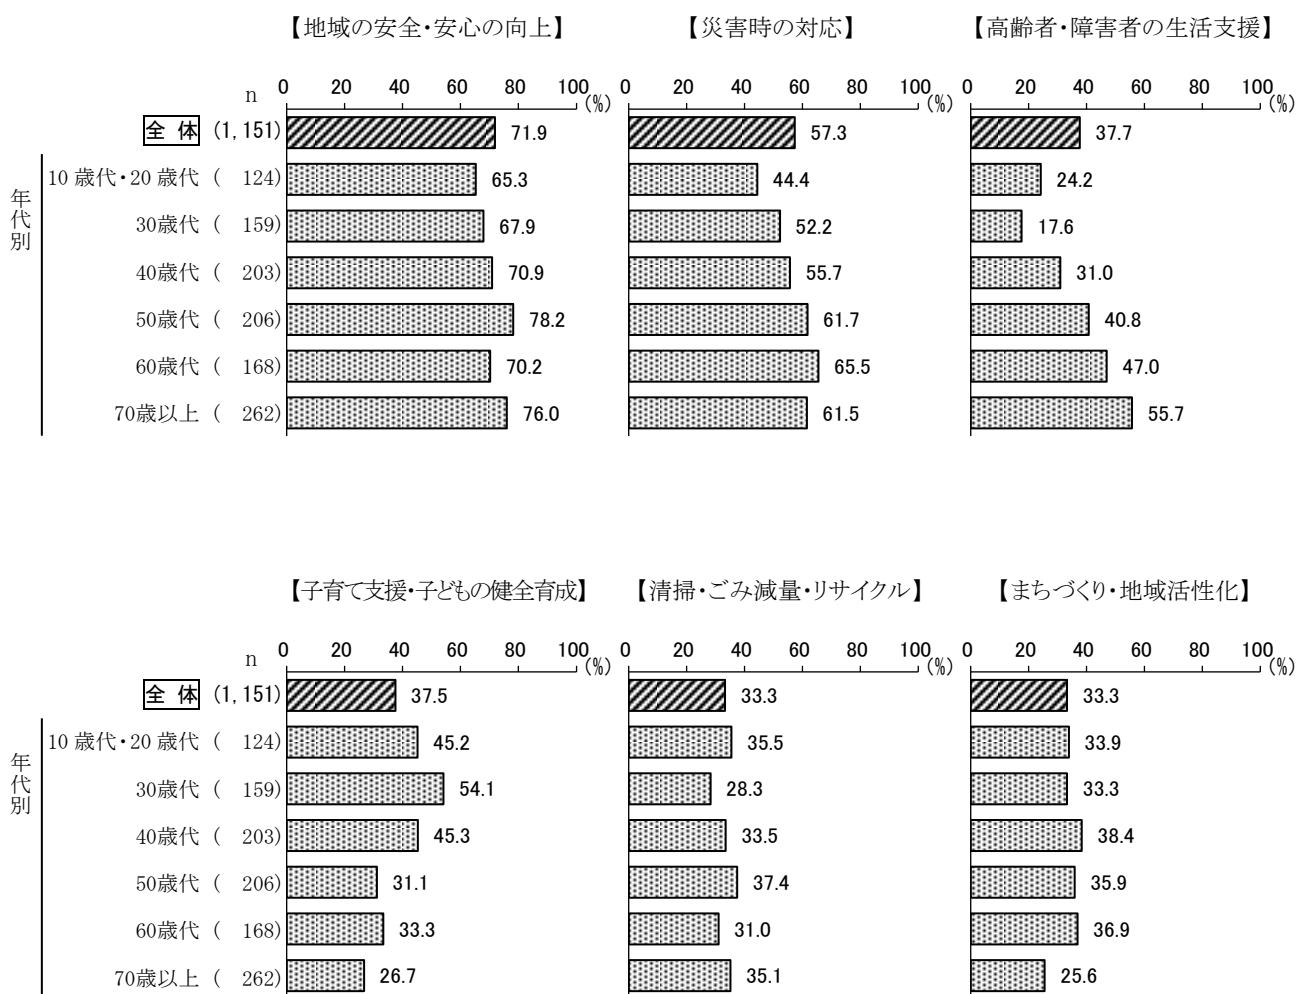 【地域の安全・安心の向上】 【災害時の対応】 【高齢者・障害者の生活支援】
n 0 20 40 60 80 100 (%) 0 20 40 60 80 100 (%) 0 20 40 60 80 100 (%)
全体 (1,151) 71.9 57.3 37.7
年代別
10歳代・20歳代 ( 124) 65.3 44.4 24.2
30歳代 ( 159) 67.9 52.2 17.6
40歳代 ( 203) 70.9 55.7 31.0
50歳代 ( 206) 78.2 61.7 40.8
60歳代 ( 168) 70.2 65.5 47.0
70歳以上 ( 262) 76.0 61.5 55.7
【子育て支援・子どもの健全育成】 【清掃・ごみ減量・リサイクル】 【まちづくり・地域活性化】
n 0 20 40 60 80 100 (%) 0 20 40 60 80 100 (%) 0 20 40 60 80 100 (%)
全体 (1,151) 37.5 33.3 33.3
年代別
10歳代・20歳代 ( 124) 45.2 35.5 33.9
30歳代 ( 159) 54.1 28.3 33.3
40歳代 ( 203) 45.3 33.5 38.4
50歳代 ( 206) 31.1 37.4 35.9
60歳代 ( 168) 33.3 31.0 36.9
70歳以上 ( 262) 26.7 35.1 25.6